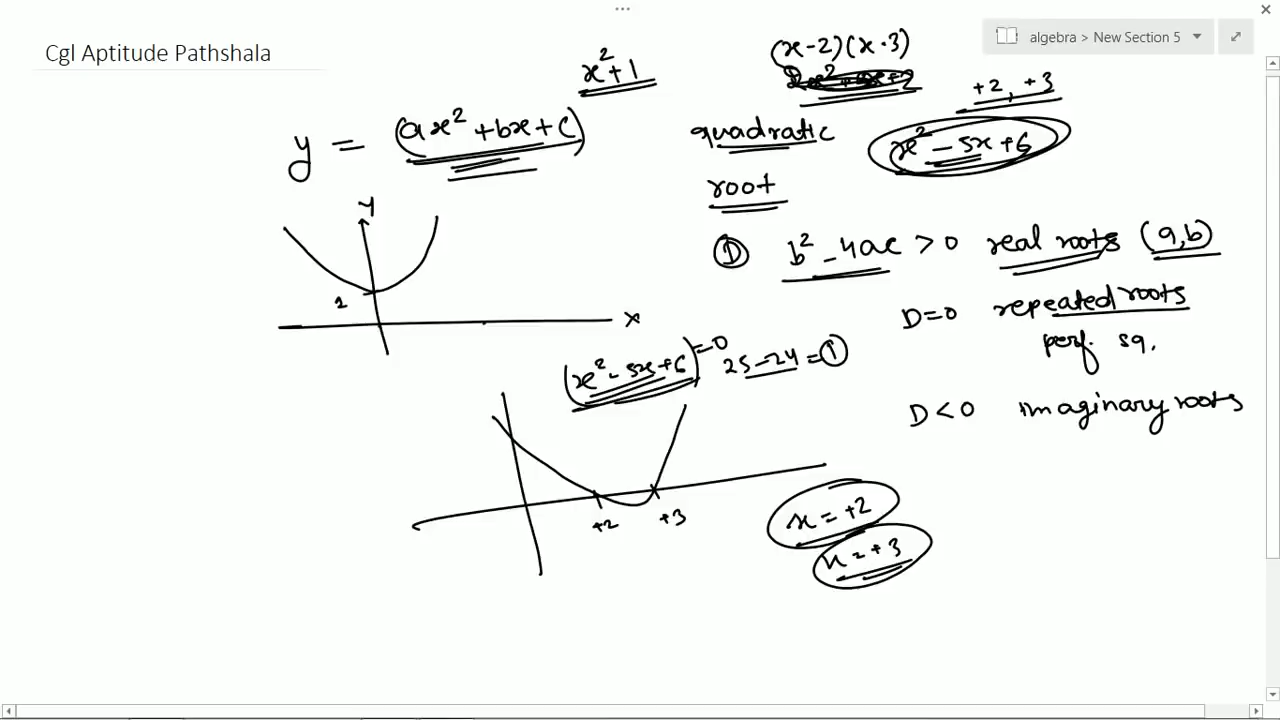 Cgl Aptitude Pathshala
algebra > New Section 5
x² + 1
(x-2)(x·3)
+2, +3
y = (ax² + bx + c)
quadratic
x² - 5x + 6
root
y
1
x
D b² - 4ac > 0 real roots (a,b)
D = 0 repeated roots
perf. sq.
(x² - 5x + 6) = 0 25 - 24 = 1
D < 0 imaginary roots
+2 +3
x = +2
x = +3